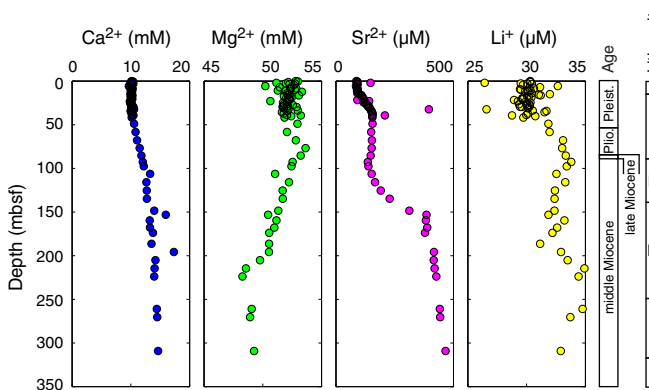 Ca2+ (mM)
Mg2+ (mM)
Sr2+ (μM)
Li+ (μM)
Age
0 10 20
45 50 55
0 500
25 30 35
Depth (mbsf)
0
50
100
150
200
250
300
350
Pleist.
Plio.
late Miocene
middle Miocene